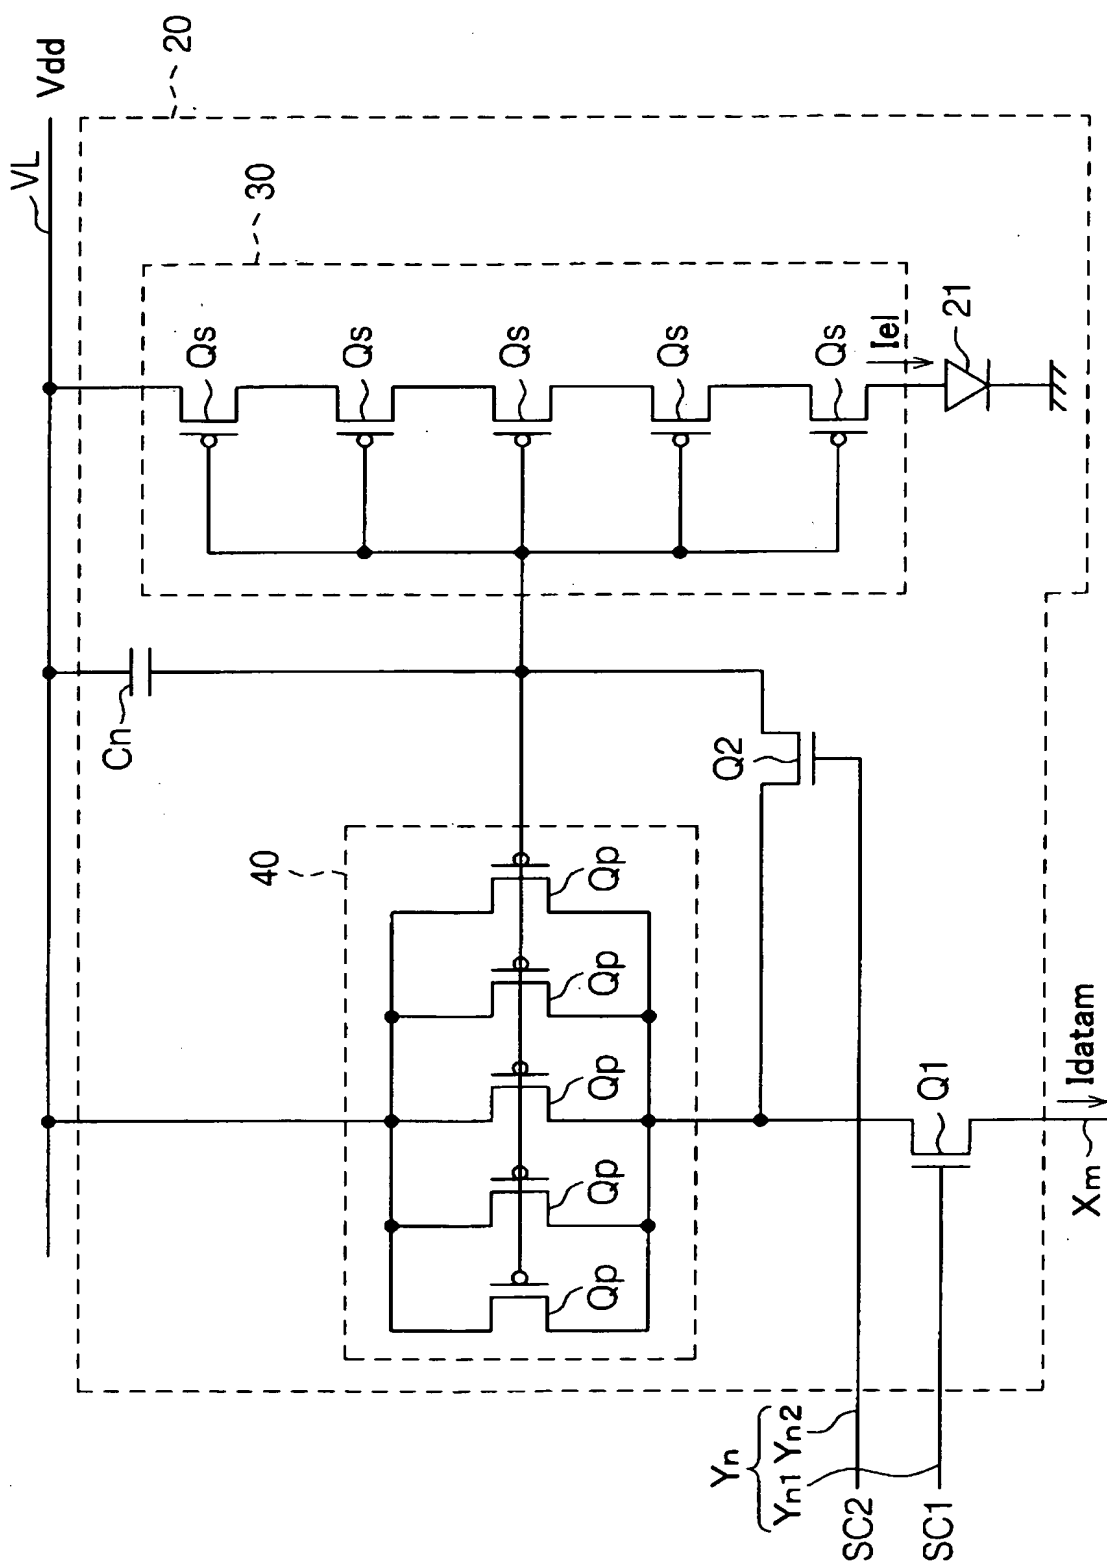 VL
Vdd
20
30
Qs
Qs
Qs
Qs
Qs
Iel
21
Cn
40
Qp
Qp
Qp
Qp
Qp
Q2
Q1
Idatam
Xm
Yn
Yn1 Yn2
SC2
SC1